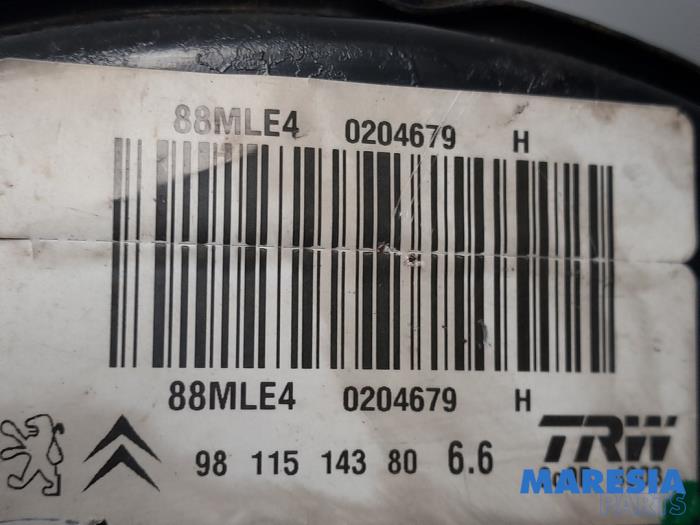 88MLE4 0204679 H
88MLE4 0204679 H
98 115 143 80 6.6
TRW
MARESIA
PARTS